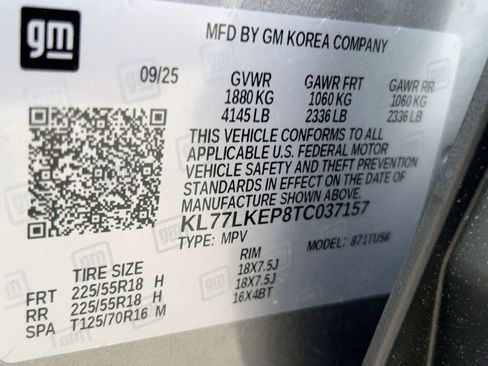 gm
MFD BY GM KOREA COMPANY
09/25 GVWR GAWR FRT GAWR RR
1880 KG 1060 KG 1060 KG
4145 LB 2336 LB 2336 LB
THIS VEHICLE CONFORMS TO ALL
APPLICABLE U.S. FEDERAL MOTOR
VEHICLE SAFETY AND THEFT PREVENTION
STANDARDS IN EFFECT ON THE DATE OF
MANUFACTURE SHOWN ABOVE.
KL77LKEP8TC037157
TYPE: MPV MODEL: 871TU58
TIRE SIZE RIM
FRT 225/55R18 H 18X7.5J
RR 225/55R18 H 18X7.5J
SPA T125/70R16 M 16X4BT